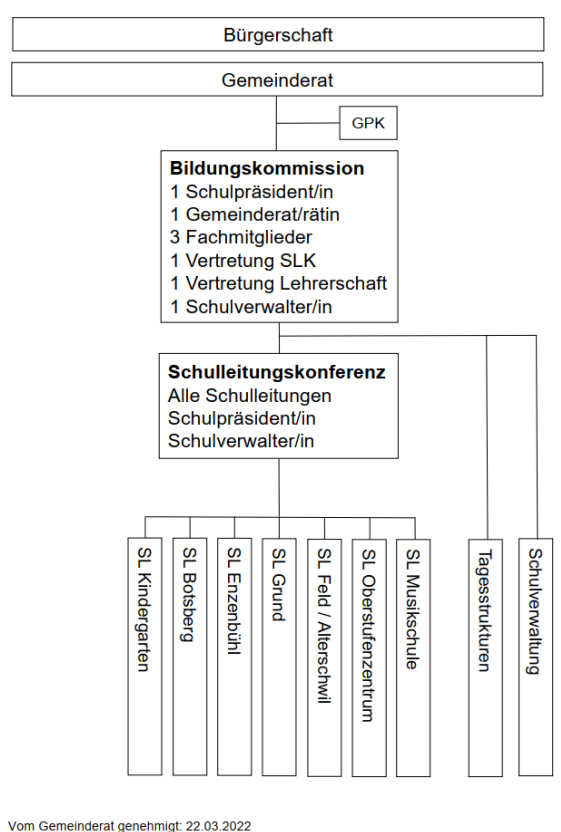 Bürgerschaft
Gemeinderat
GPK
Bildungskommission
1 Schulpräsident/in
1 Gemeinderat/rätin
3 Fachmitglieder
1 Vertretung SLK
1 Vertretung Lehrerschaft
1 Schulverwalter/in
Schulleitungskonferenz
Alle Schulleitungen
Schulpräsident/in
Schulverwalter/in
SL Kindergarten
SL Botsberg
SL Enzenbühl
SL Grund
SL Feld / Alterschwil
SL Oberstufenzentrum
SL Musikschule
Tagesstrukturen
Schulverwaltung
Vom Gemeinderat genehmigt: 22.03.2022